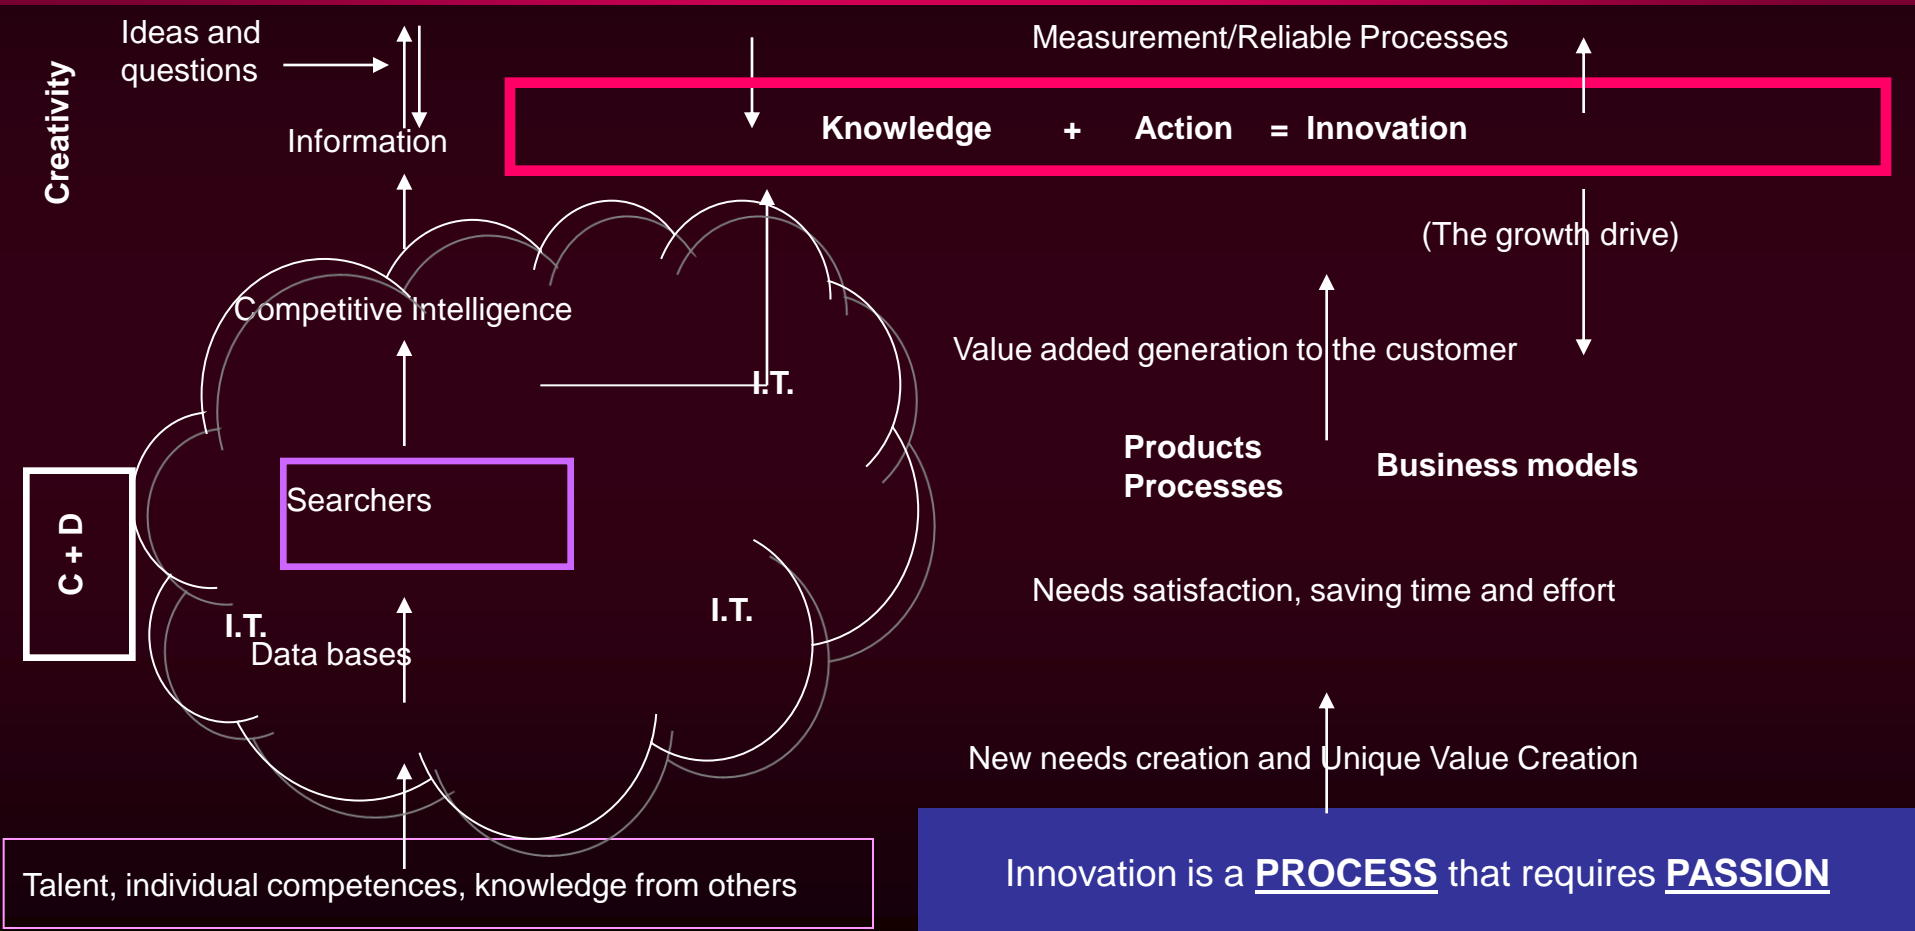 Creativity
Ideas and
questions
Information
Measurement/Reliable Processes
Knowledge + Action = Innovation
(The growth drive)
Competitive Intelligence
I.T.
Value added generation to the customer
Products
Processes
Business models
C + D
Searchers
Needs satisfaction, saving time and effort
I.T.
I.T.
Data bases
New needs creation and Unique Value Creation
Talent, individual competences, knowledge from others
Innovation is a PROCESS that requires PASSION